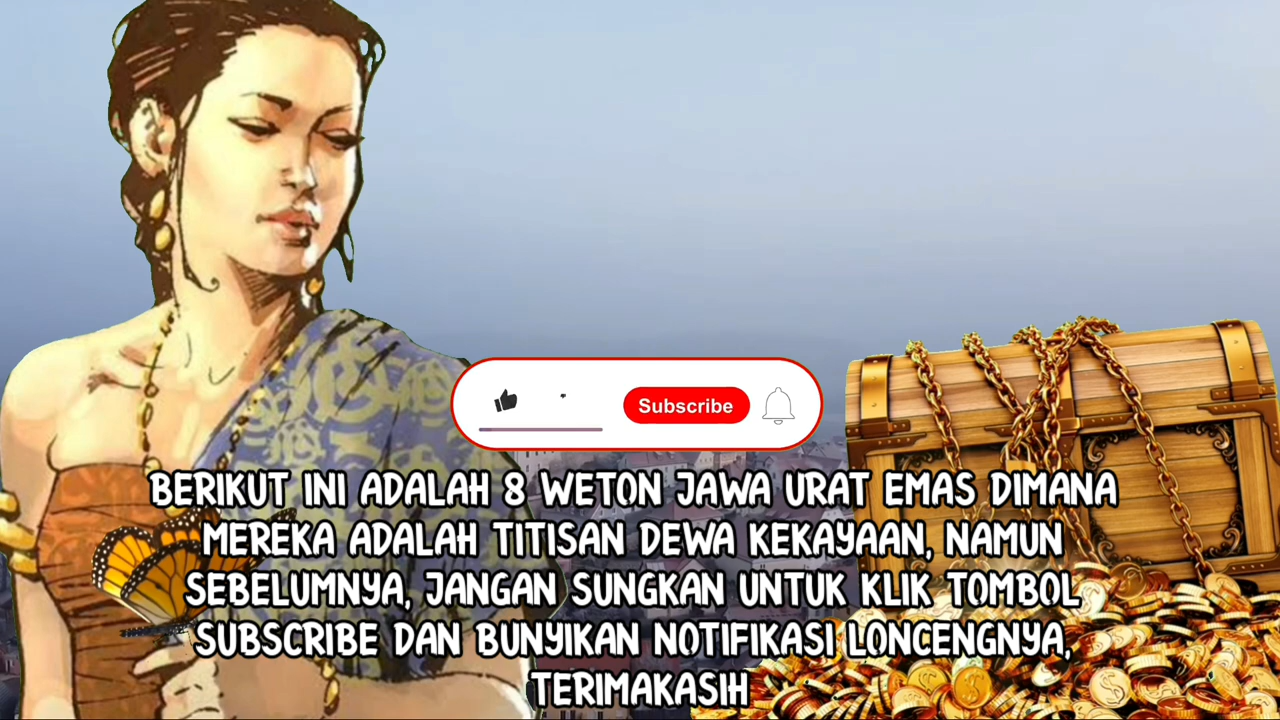 Subscribe
BERIKUT INI ADALAH 8 WETON JAWA URAT EMAS DIMANA
MEREKA ADALAH TITISAN DEWA KEKAYAAN, NAMUN
SEBELUMNYA, JANGAN SUNGKAN UNTUK KLIK TOMBOL
SUBSCRIBE DAN BUNYIKAN NOTIFIKASI LONCENGNYA,
TERIMAKASIH